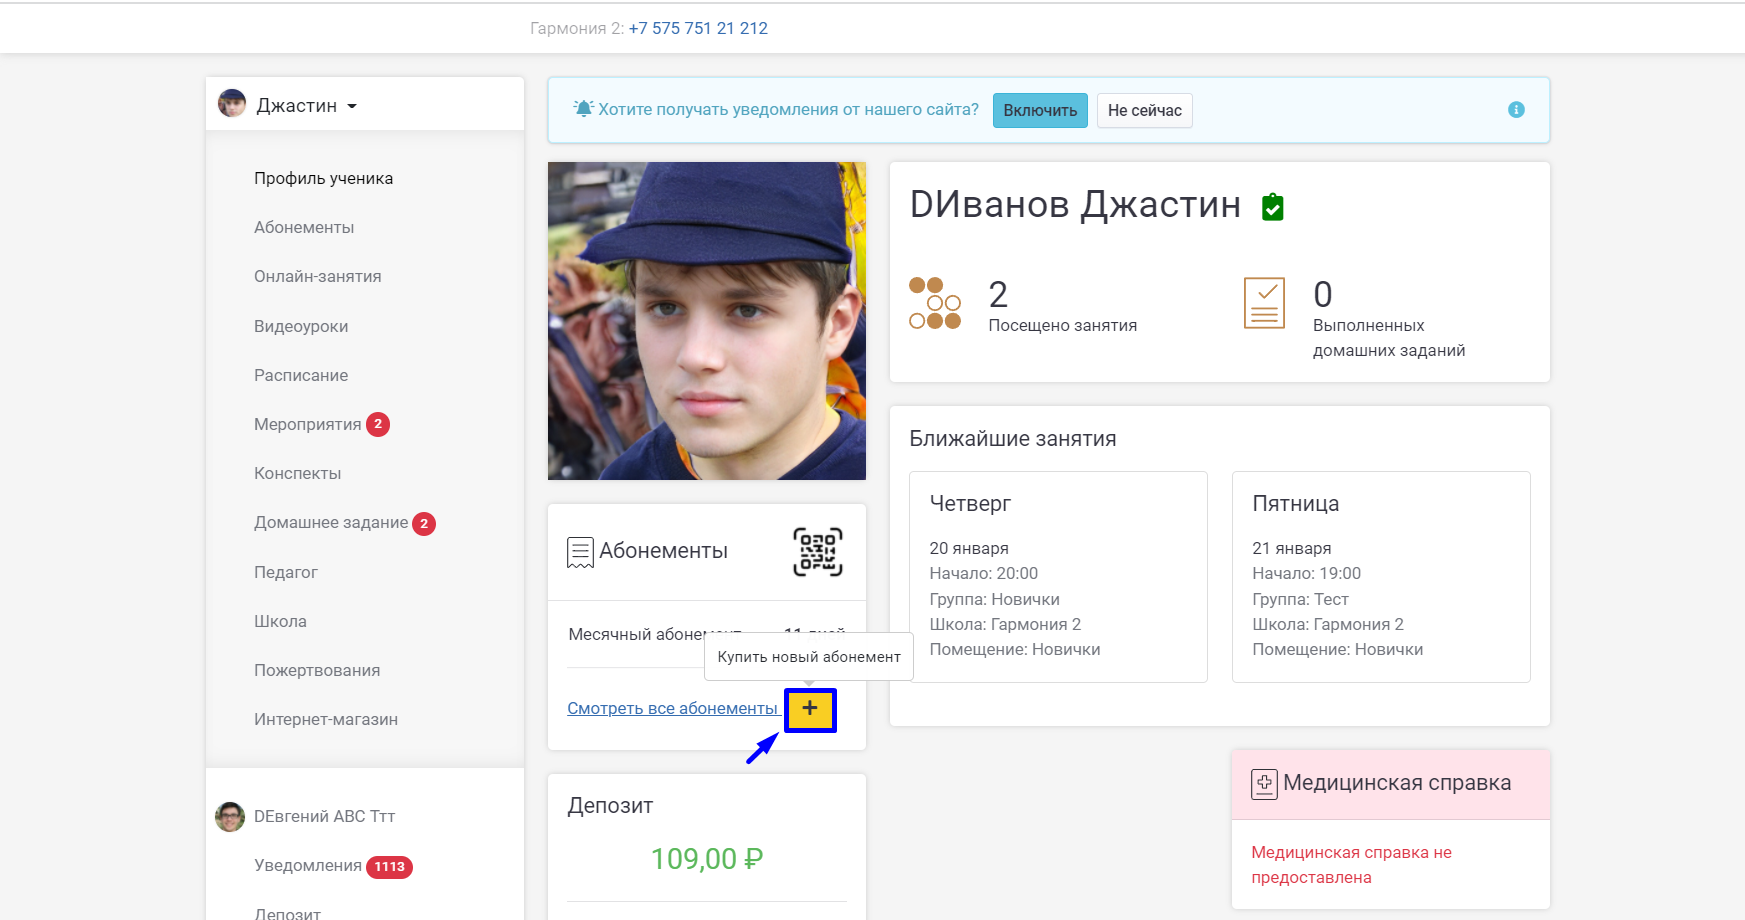 Гармония 2: +7 575 751 21 212
Джастин
Профиль ученика
Абонементы
Онлайн-занятия
Видеоуроки
Расписание
Мероприятия 2
Конспекты
Домашнее задание 2
Педагог
Школа
Пожертвования
Интернет-магазин
DЕвгений АВС Ттт
Уведомления 1113
Депозит
Хотите получать уведомления от нашего сайта? Включить Не сейчас
DИванов Джастин
2
Посещено занятия
0
Выполненных
домашних заданий
Абонементы
Месячный абонемент 11 дней
Купить новый абонемент
Смотреть все абонементы +
Депозит
109,00 ₽
Ближайшие занятия
Четверг
20 января
Начало: 20:00
Группа: Новички
Школа: Гармония 2
Помещение: Новички
Пятница
21 января
Начало: 19:00
Группа: Тест
Школа: Гармония 2
Помещение: Новички
Медицинская справка
Медицинская справка не
предоставлена